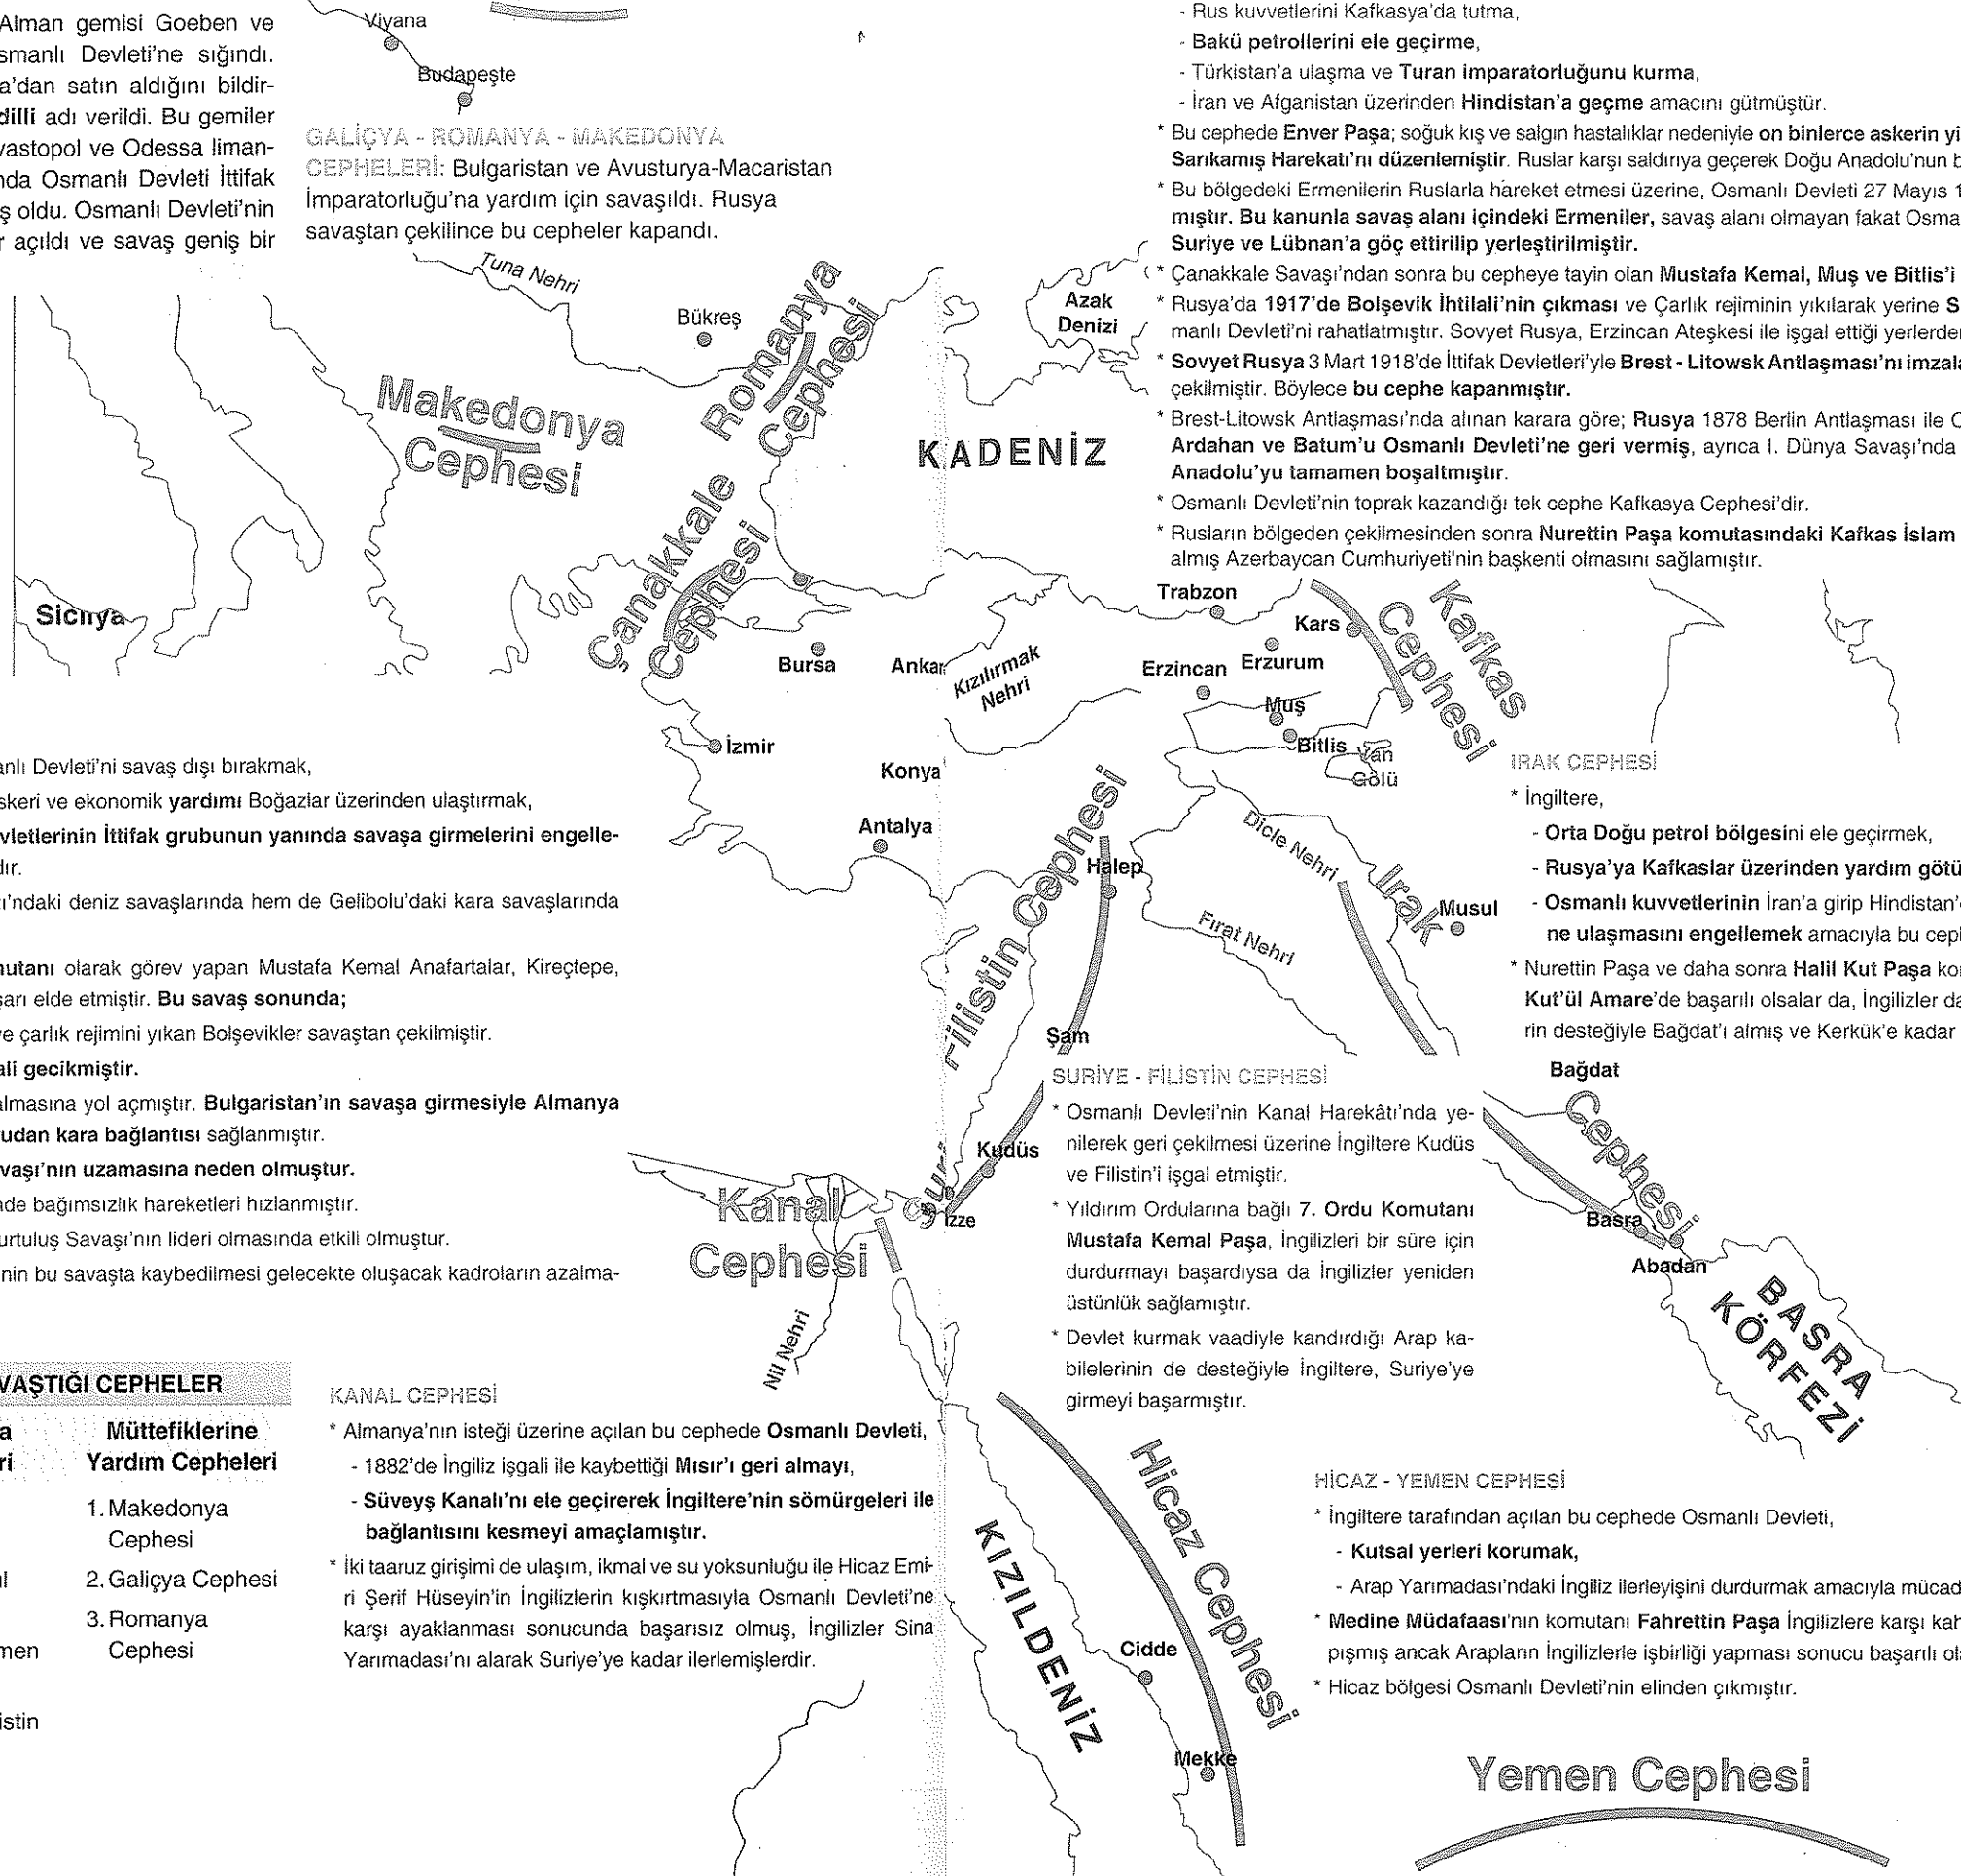 Alman gemisi Goeben ve
smanlı Devleti'ne sığındı.
a'dan satın aldığını bildir-
dilli adı verildi. Bu gemiler
vastopol ve Odessa liman-
nda Osmanlı Devleti İttifak
ş oldu. Osmanlı Devleti'nin
r açıldı ve savaş geniş bir
Viyana
Budapeşte
GALİÇYA - ROMANYA - MAKEDONYA
CEPHELERİ: Bulgaristan ve Avusturya-Macaristan
İmparatorluğu'na yardım için savaşıldı. Rusya
savaştan çekilince bu cepheler kapandı.
- Rus kuvvetlerini Kafkasya'da tutma,
- Bakü petrollerini ele geçirme,
- Türkistan'a ulaşma ve Turan imparatorluğunu kurma,
- İran ve Afganistan üzerinden Hindistan'a geçme amacını gütmüştür.
* Bu cephede Enver Paşa; soğuk kış ve salgın hastalıklar nedeniyle on binlerce askerin yi
Sarıkamış Harekatı'nı düzenlemiştir. Ruslar karşı saldırıya geçerek Doğu Anadolu'nun b
* Bu bölgedeki Ermenilerin Ruslarla hareket etmesi üzerine, Osmanlı Devleti 27 Mayıs 1
mıştır. Bu kanunla savaş alanı içindeki Ermeniler, savaş alanı olmayan fakat Osma
Suriye ve Lübnan'a göç ettirilip yerleştirilmiştir.
* Çanakkale Savaşı'ndan sonra bu cepheye tayin olan Mustafa Kemal, Muş ve Bitlis'i
* Rusya'da 1917'de Bolşevik İhtilali'nin çıkması ve Çarlık rejiminin yıkılarak yerine S
manlı Devleti'ni rahatlatmıştır. Sovyet Rusya, Erzincan Ateşkesi ile işgal ettiği yerlerde
* Sovyet Rusya 3 Mart 1918'de İttifak Devletleri'yle Brest - Litowsk Antlaşması'nı imzala
çekilmiştir. Böylece bu cephe kapanmıştır.
* Brest-Litowsk Antlaşması'nda alınan karara göre; Rusya 1878 Berlin Antlaşması ile O
Ardahan ve Batum'u Osmanlı Devleti'ne geri vermiş, ayrıca I. Dünya Savaşı'nda
Anadolu'yu tamamen boşaltmıştır.
* Osmanlı Devleti'nin toprak kazandığı tek cephe Kafkasya Cephesi'dir.
* Rusların bölgeden çekilmesinden sonra Nurettin Paşa komutasındaki Kafkas İslam
almış Azerbaycan Cumhuriyeti'nin başkenti olmasını sağlamıştır.
Tuna Nehri
Bükreş
Romanya
Cephesi
Azak
Denizi
Makedonya
Cephesi
KADENİZ
Çanakkale
Cephesi
Sicilya
Bursa
Ankar
Kızılırmak
Nehri
Trabzon
Kars
Erzincan
Erzurum
Kafkas
Cephesi
Muş
Bitlis
Van
Gölü
İzmir
Konya
Antalya
Halep
Filistin Cephesi
Dicle Nehri
Fırat Nehri
Irak
Musul
Şam
anlı Devleti'ni savaş dışı bırakmak,
skeri ve ekonomik yardımı Boğazlar üzerinden ulaştırmak,
vletlerinin İttifak grubunun yanında savaşa girmelerini engelle-
dır.
zı'ndaki deniz savaşlarında hem de Gelibolu'daki kara savaşlarında
nutanı olarak görev yapan Mustafa Kemal Anafartalar, Kireçtepe,
şarı elde etmiştir. Bu savaş sonunda;
ve çarlık rejimini yıkan Bolşevikler savaştan çekilmiştir.
ali gecikmiştir.
almasına yol açmıştır. Bulgaristan'ın savaşa girmesiyle Almanya
rudan kara bağlantısı sağlanmıştır.
vaşı'nın uzamasına neden olmuştur.
nde bağımsızlık hareketleri hızlanmıştır.
urtuluş Savaşı'nın lideri olmasında etkili olmuştur.
nin bu savaşta kaybedilmesi gelecekte oluşacak kadroların azalma-
IRAK CEPHESİ
* İngiltere,
- Orta Doğu petrol bölgesini ele geçirmek,
- Rusya'ya Kafkaslar üzerinden yardım götü
- Osmanlı kuvvetlerinin İran'a girip Hindistan'
ne ulaşmasını engellemek amacıyla bu cep
* Nurettin Paşa ve daha sonra Halil Kut Paşa ko
Kut'ül Amare'de başarılı olsalar da, İngilizler da
rin desteğiyle Bağdat'ı almış ve Kerkük'e kadar
Bağdat
Cephesi
Basra
Abadan
BASRA
KÖRFEZİ
SURİYE - FİLİSTİN CEPHESİ
* Osmanlı Devleti'nin Kanal Harekâtı'nda ye-
nilerek geri çekilmesi üzerine İngiltere Kudüs
ve Filistin'i işgal etmiştir.
* Yıldırım Ordularına bağlı 7. Ordu Komutanı
Mustafa Kemal Paşa, İngilizleri bir süre için
durdurmayı başardıysa da İngilizler yeniden
üstünlük sağlamıştır.
* Devlet kurmak vaadiyle kandırdığı Arap ka-
bilelerinin de desteğiyle İngiltere, Suriye'ye
girmeyi başarmıştır.
Kudüs
izze
Kanal
Cephesi
Nil Nehri
VAŞTIĞI CEPHELER
a
ri
Müttefiklerine
Yardım Cepheleri
1. Makedonya
Cephesi
2. Galiçya Cephesi
3. Romanya
Cephesi
men
istin
KANAL CEPHESİ
* Almanya'nın isteği üzerine açılan bu cephede Osmanlı Devleti,
- 1882'de İngiliz işgali ile kaybettiği Mısır'ı geri almayı,
- Süveyş Kanalı'nı ele geçirerek İngiltere'nin sömürgeleri ile
bağlantısını kesmeyi amaçlamıştır.
* İki taaruz girişimi de ulaşım, ikmal ve su yoksunluğu ile Hicaz Emi-
ri Şerif Hüseyin'in İngilizlerin kışkırtmasıyla Osmanlı Devleti'ne
karşı ayaklanması sonucunda başarısız olmuş, İngilizler Sina
Yarımadası'nı alarak Suriye'ye kadar ilerlemişlerdir.
KIZILDENİZ
Hicaz Cephesi
Cidde
Mekke
HİCAZ - YEMEN CEPHESİ
* İngiltere tarafından açılan bu cephede Osmanlı Devleti,
- Kutsal yerleri korumak,
- Arap Yarımadası'ndaki İngiliz ilerleyişini durdurmak amacıyla mücad
* Medine Müdafaası'nın komutanı Fahrettin Paşa İngilizlere karşı kah
pışmış ancak Arapların İngilizlerle işbirliği yapması sonucu başarılı ol
* Hicaz bölgesi Osmanlı Devleti'nin elinden çıkmıştır.
Yemen Cephesi